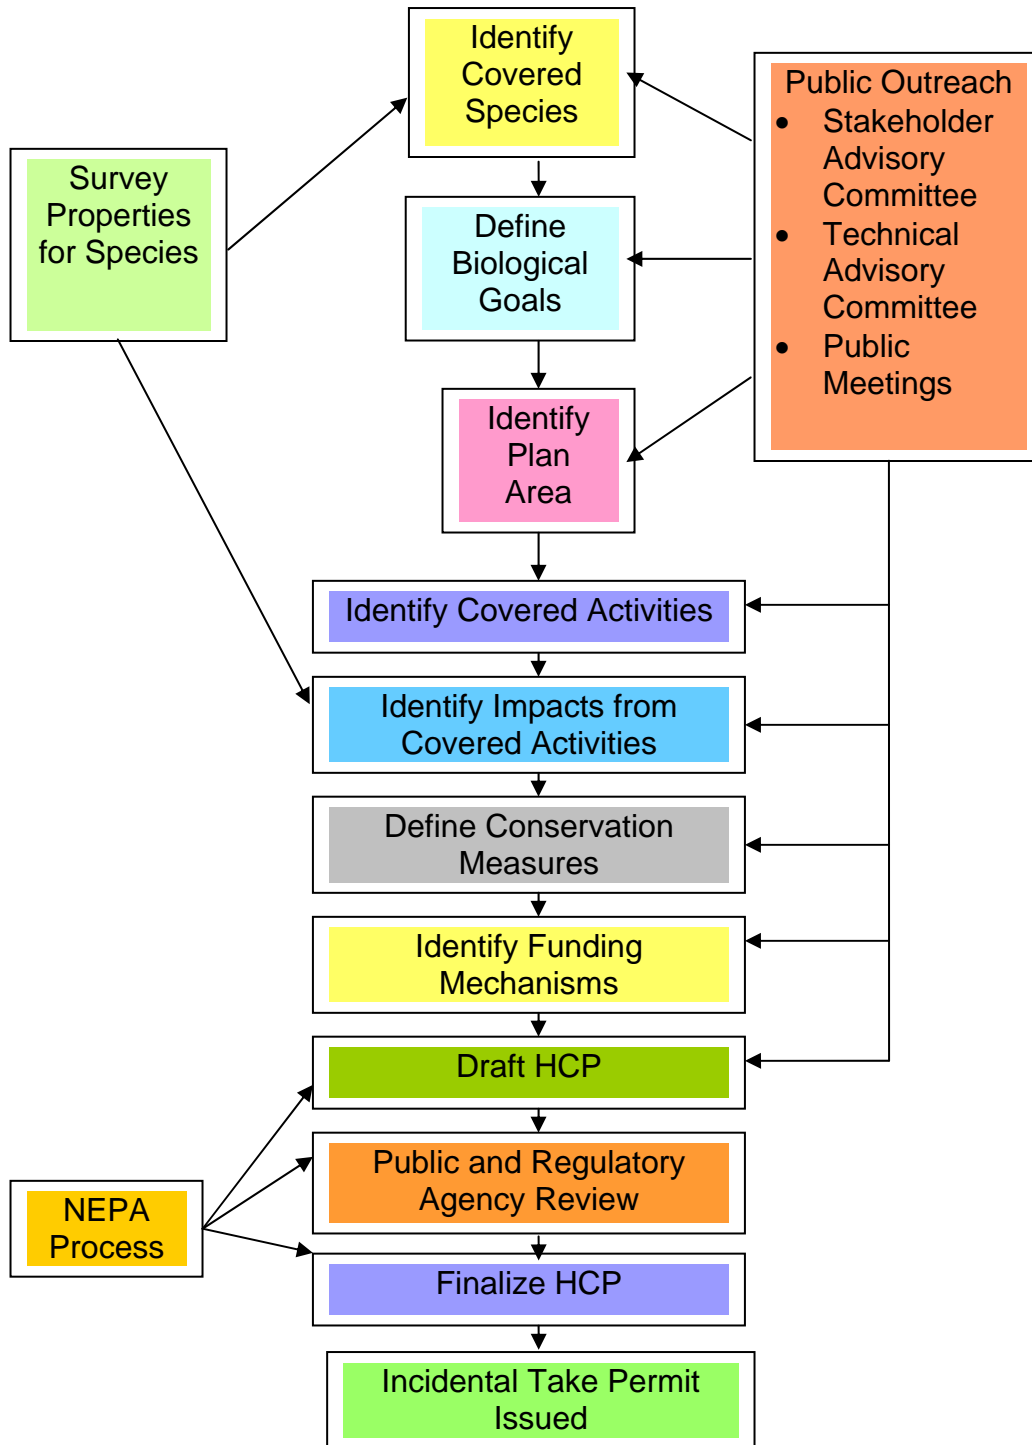 Identify
Covered
Species
Public Outreach
• Stakeholder
Advisory
Committee
• Technical
Advisory
Committee
• Public
Meetings
Survey
Properties
for Species
Define
Biological
Goals
Identify
Plan
Area
Identify Covered Activities
Identify Impacts from
Covered Activities
Define Conservation
Measures
Identify Funding
Mechanisms
Draft HCP
Public and Regulatory
Agency Review
NEPA
Process
Finalize HCP
Incidental Take Permit
Issued